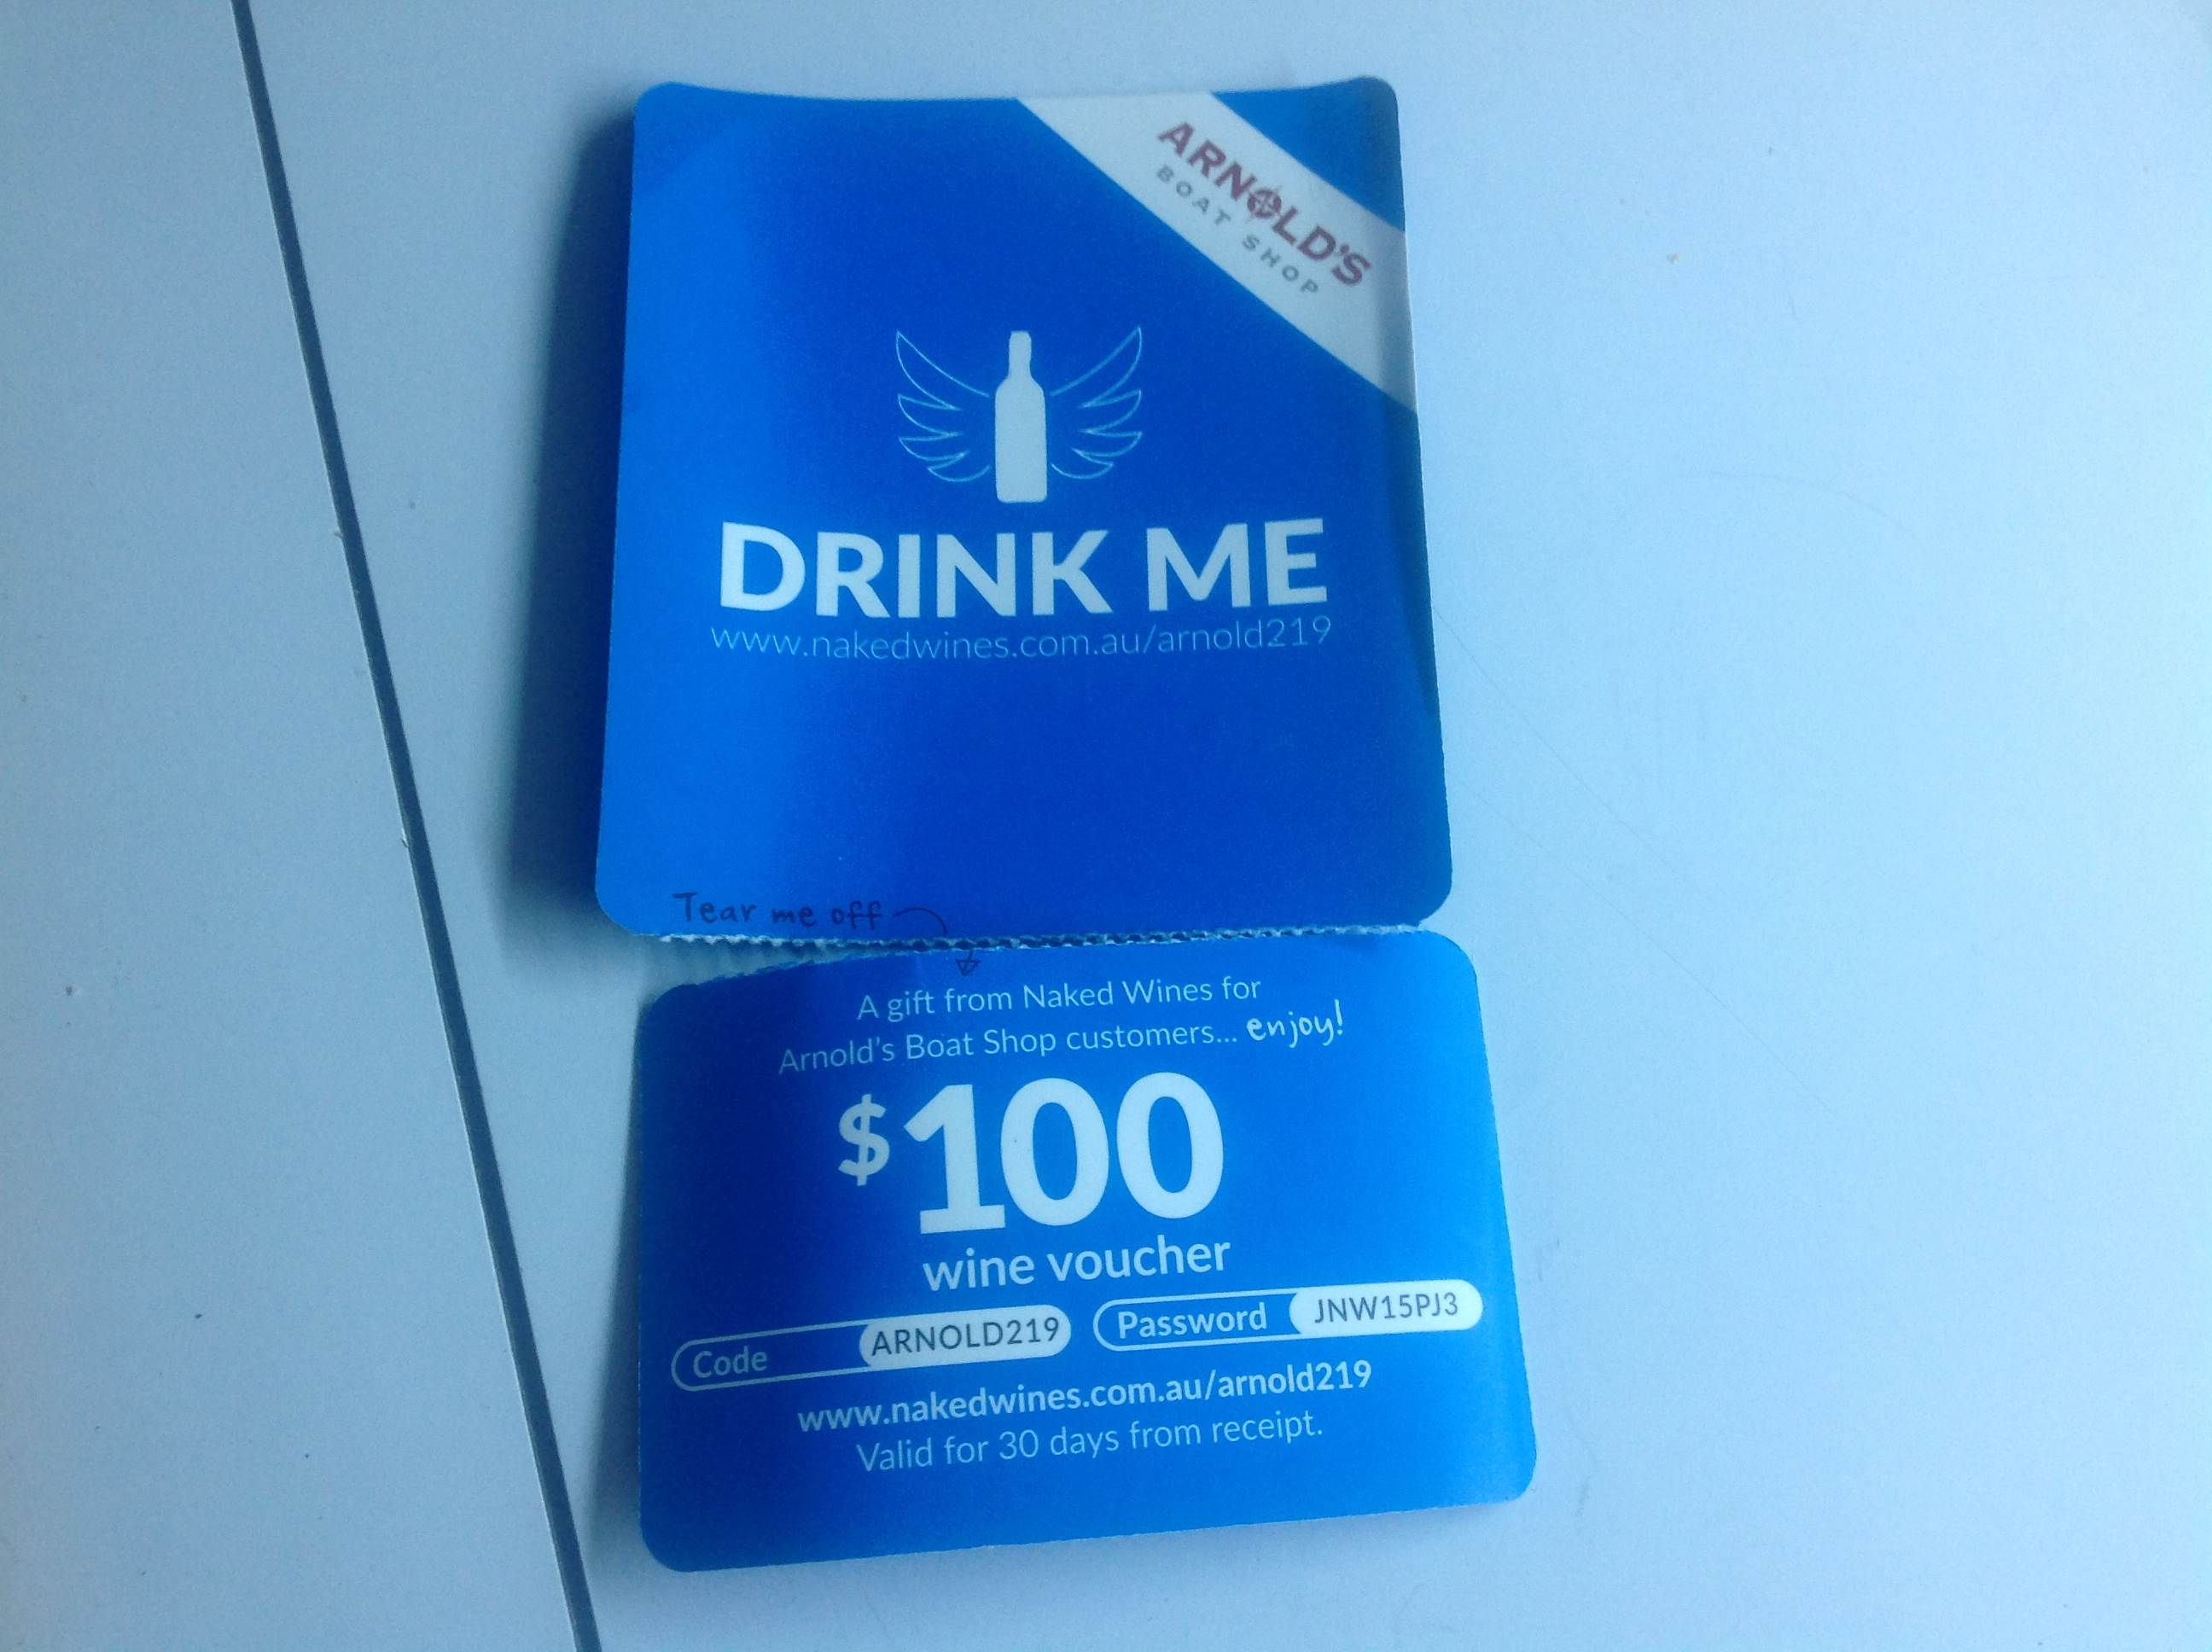 ARNOLD'S
BOAT SHOP
DRINK ME
www.nakedwines.com.au/arnold219
Tear me off
A gift from Naked Wines for
Arnold's Boat Shop customers... enjoy!
$100
wine voucher
Code ARNOLD219 Password JNW15PJ3
www.nakedwines.com.au/arnold219
Valid for 30 days from receipt.